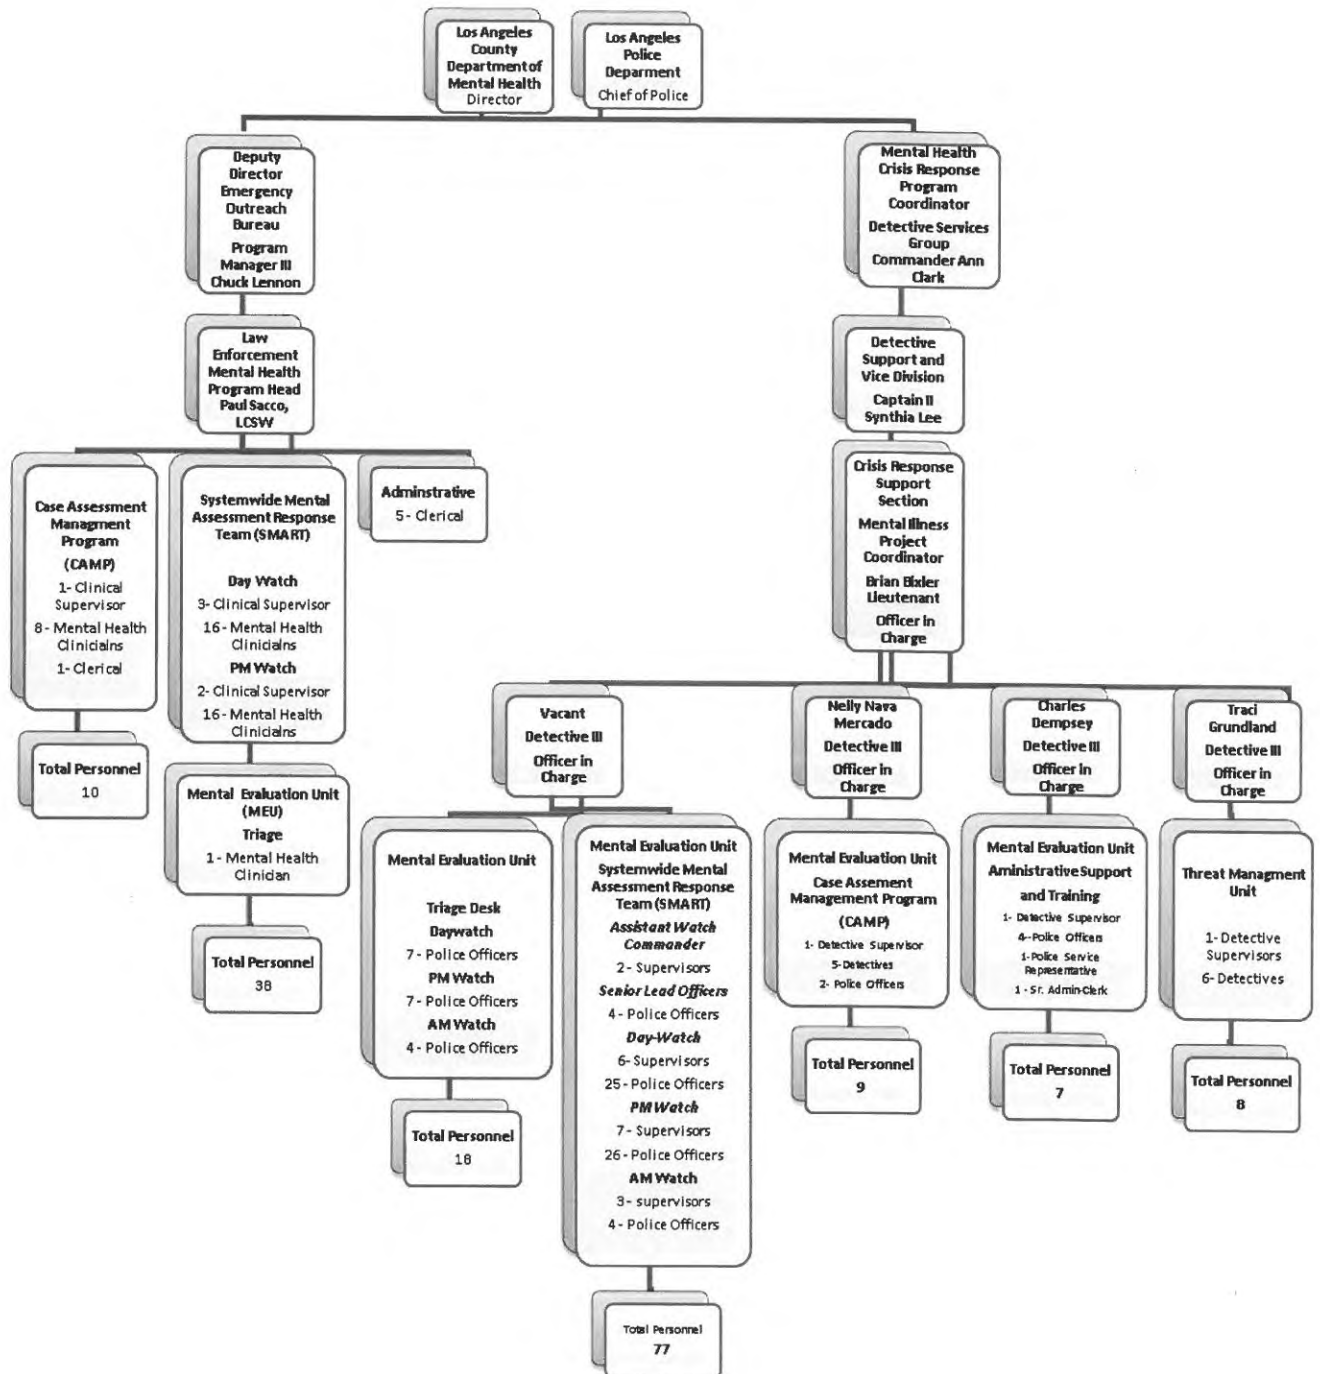 Los Angeles
County
Department of
Mental Health
Director
Los Angeles
Police
Deparment
Chief of Police
Deputy
Director
Emergency
Outreach
Bureau
Program
Manager III
Chuck Lennon
Mental Health
Crisis Response
Program
Coordinator
Detective Services
Group
Commander Ann
Clark
Law
Enforcement
Mental Health
Program Head
Paul Sacco,
LCSW
Detective
Support and
Vice Division
Captain II
Synthia Lee
Case Assessment
Managment
Program
(CAMP)
1- Clinical
Supervisor
8- Mental Health
Clinicialns
1- Clerical
Systemwide Mental
Assessment Response
Team (SMART)
Day Watch
3- Clinical Supervisor
16- Mental Health
CliniciaIns
PM Watch
2- Clinical Supervisor
16- Mental Health
CliniciaIns
Adminstrative
5 - Clerical
Crisis Response
Support
Section
Mental Illness
Project
Coordinator
Brian Bixler
Lieutenant
Officer in
Charge
Total Personnel
10
Mental Evaluation Unit
(MEU)
Triage
1 - Mental Health
Clinician
Total Personnel
38
Vacant
Detective III
Officer in
Charge
Nelly Nava
Mercado
Detective III
Officer in
Charge
Charles
Dempsey
Detective III
Officer in
Charge
Traci
Grundland
Detective III
Officer in
Charge
Mental Evaluation Unit
Triage Desk
Daywatch
7 - Police Officers
PM Watch
7 - Police Officers
AM Watch
4 - Police Officers
Total Personnel
18
Mental Evaluation Unit
Systemwide Mental
Assessment Response
Team (SMART)
Assistant Watch
Commander
2 - Supervisors
Senior Lead Officers
4 - Police Officers
Day-Watch
6- Supervisors
25 - Police Officers
PM Watch
7 - Supervisors
26 - Police Officers
AM Watch
3 - supervisors
4 - Police Officers
Total Personnel
77
Mental Evaluation Unit
Case Assement
Management Program
(CAMP)
1- Detective Supervisor
5-Detectives
2- Police Officers
Total Personnel
9
Mental Evaluation Unit
Aministrative Support
and Training
1- Detective Supervisor
4--Police Officers
1-Police Service
Representative
1 - Sr. Admin-Clerk
Total Personnel
7
Threat Managment
Unit
1- Detective
Supervisors
6- Detectives
Total Personnel
8